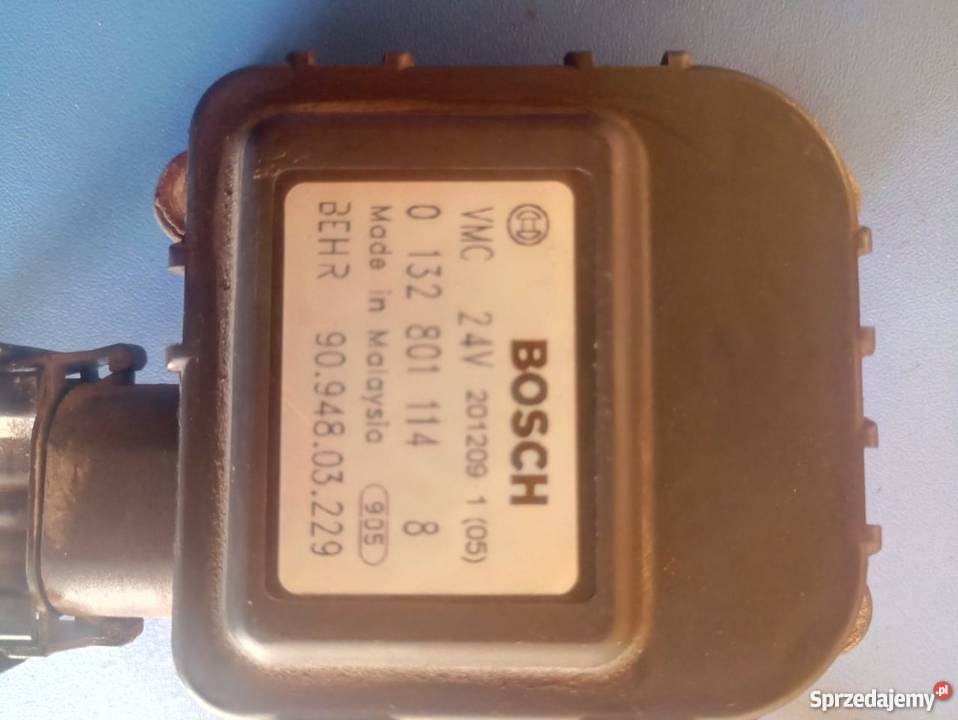 BOSCH
VMC 24V 201209 1 (05)
0 132 801 114 8
Made in Malaysia 905
BEHR 90.948.03.229
Sprzedajemy.pl